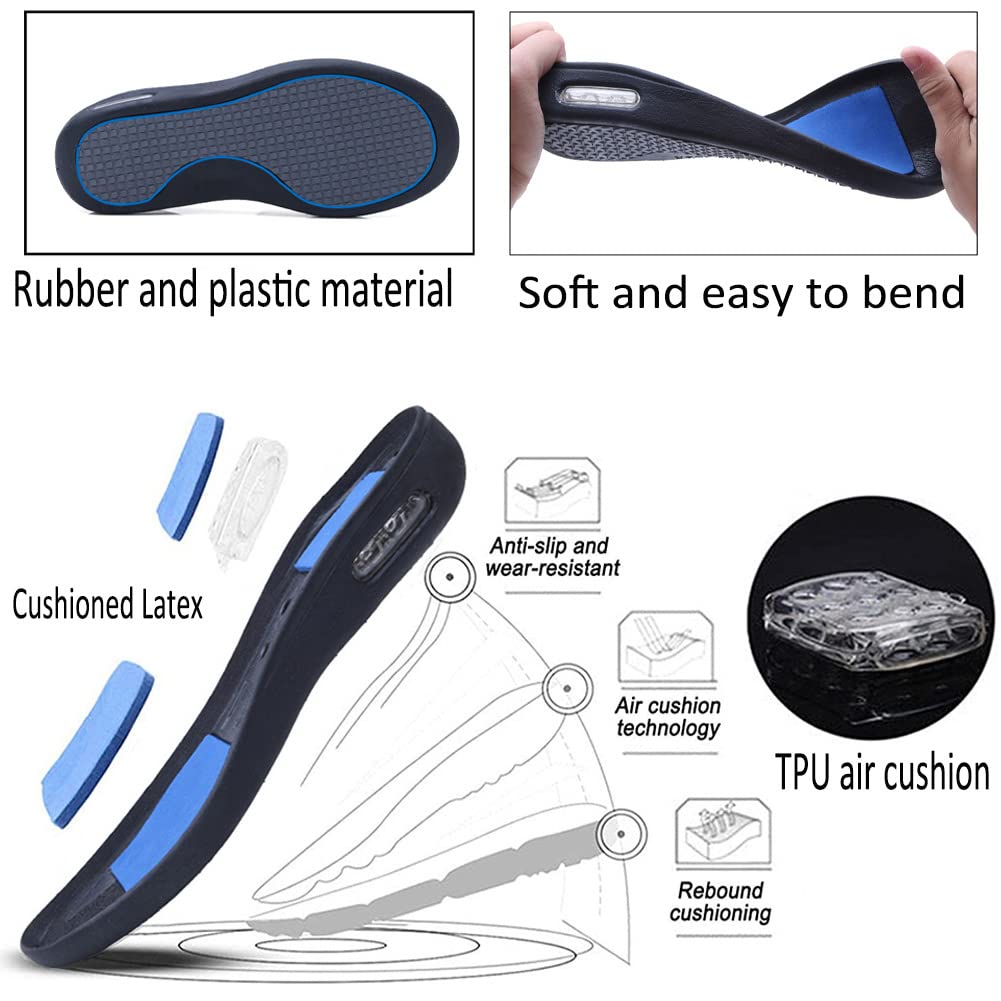 Rubber and plastic material
Soft and easy to bend
Anti-slip and
wear-resistant
Cushioned Latex
Air cushion
technology
TPU air cushion
Rebound
cushioning